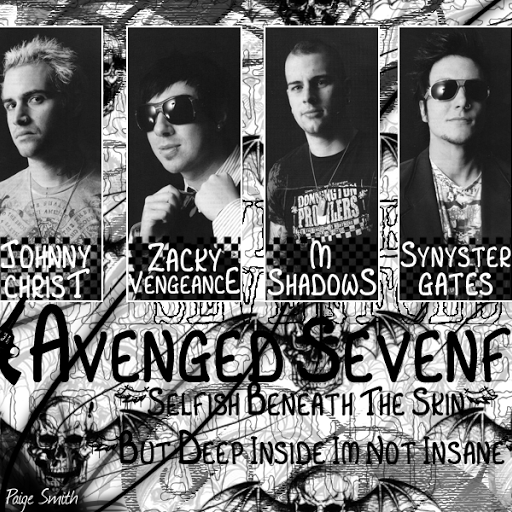 JOHNNY
CHRIST
ZACKY
VENGEANCE
M
SHADOWS
SYNYSTER
GATES
PROWLERS
AVENGED SEVENF
SELFISH BENEATH THE SKIN
BUT DEEP INSIDE IM NOT INSANE
Paige Smith